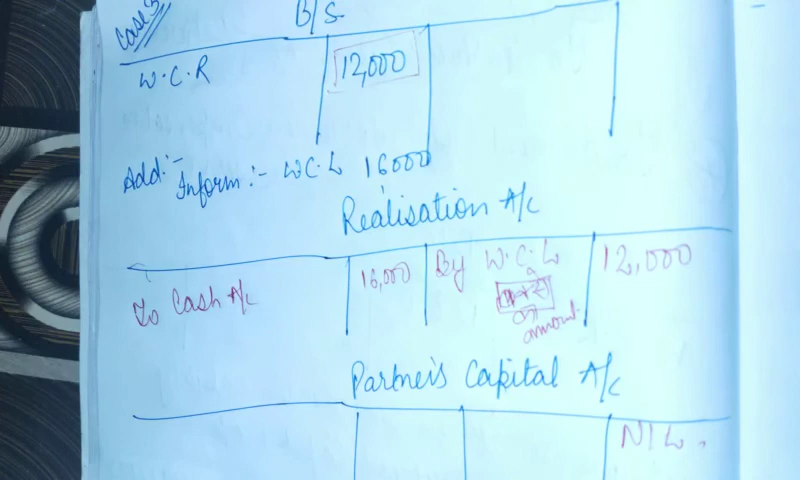 Case 3
B/S
W.C.R 12,000
Add:- Inform:- W.C.L 16000
Realisation A/c
To Cash A/c 16,000 By W.C.L 12,000
amount
Partner's Capital A/c
NIL.